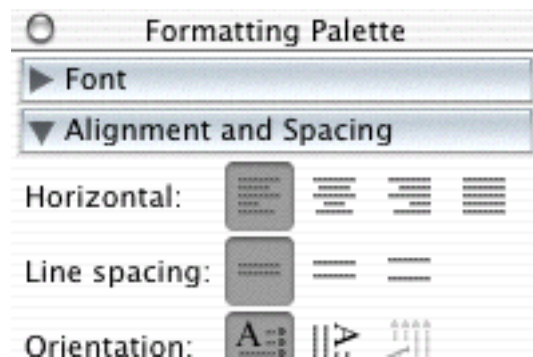 Formatting Palette
Font
Alignment and Spacing
Horizontal:
Line spacing:
Orientation: